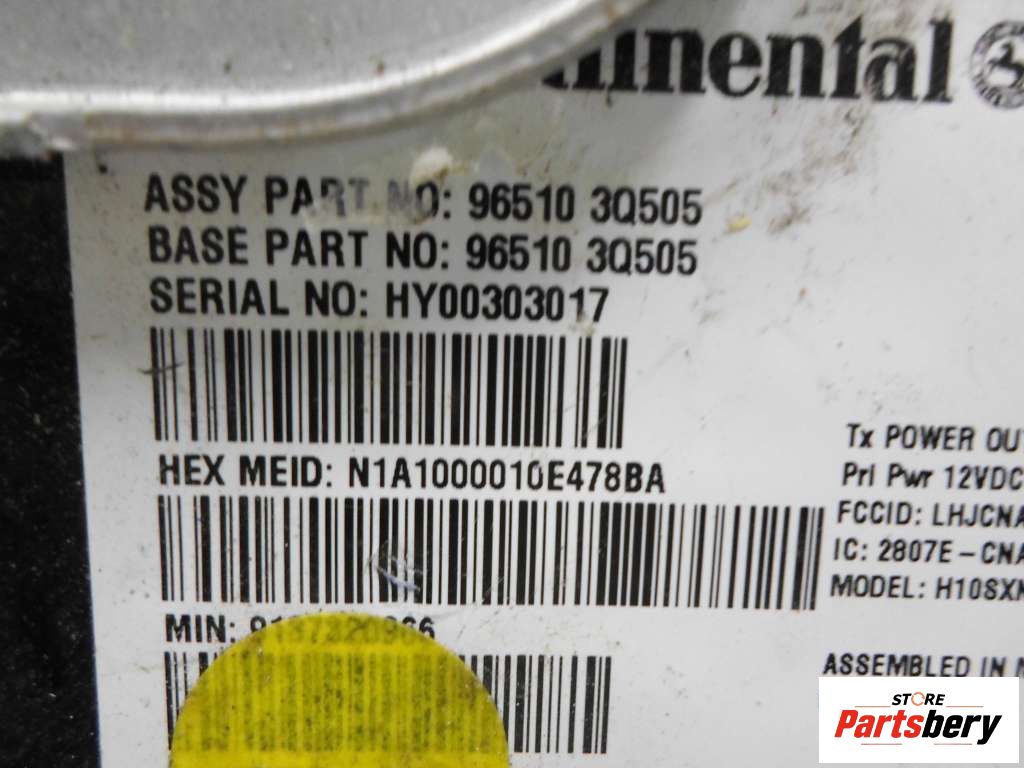 ntinental
ASSY PART NO: 96510 3Q505
BASE PART NO: 96510 3Q505
SERIAL NO: HY00303017
HEX MEID: N1A1000010E478BA
MIN:
Tx POWER OU
Pri Pwr 12VDC
FCCID: LHJCNA
IC: 2807E-CNA
MODEL: H10SXM
ASSEMBLED IN
STORE
Partsbery